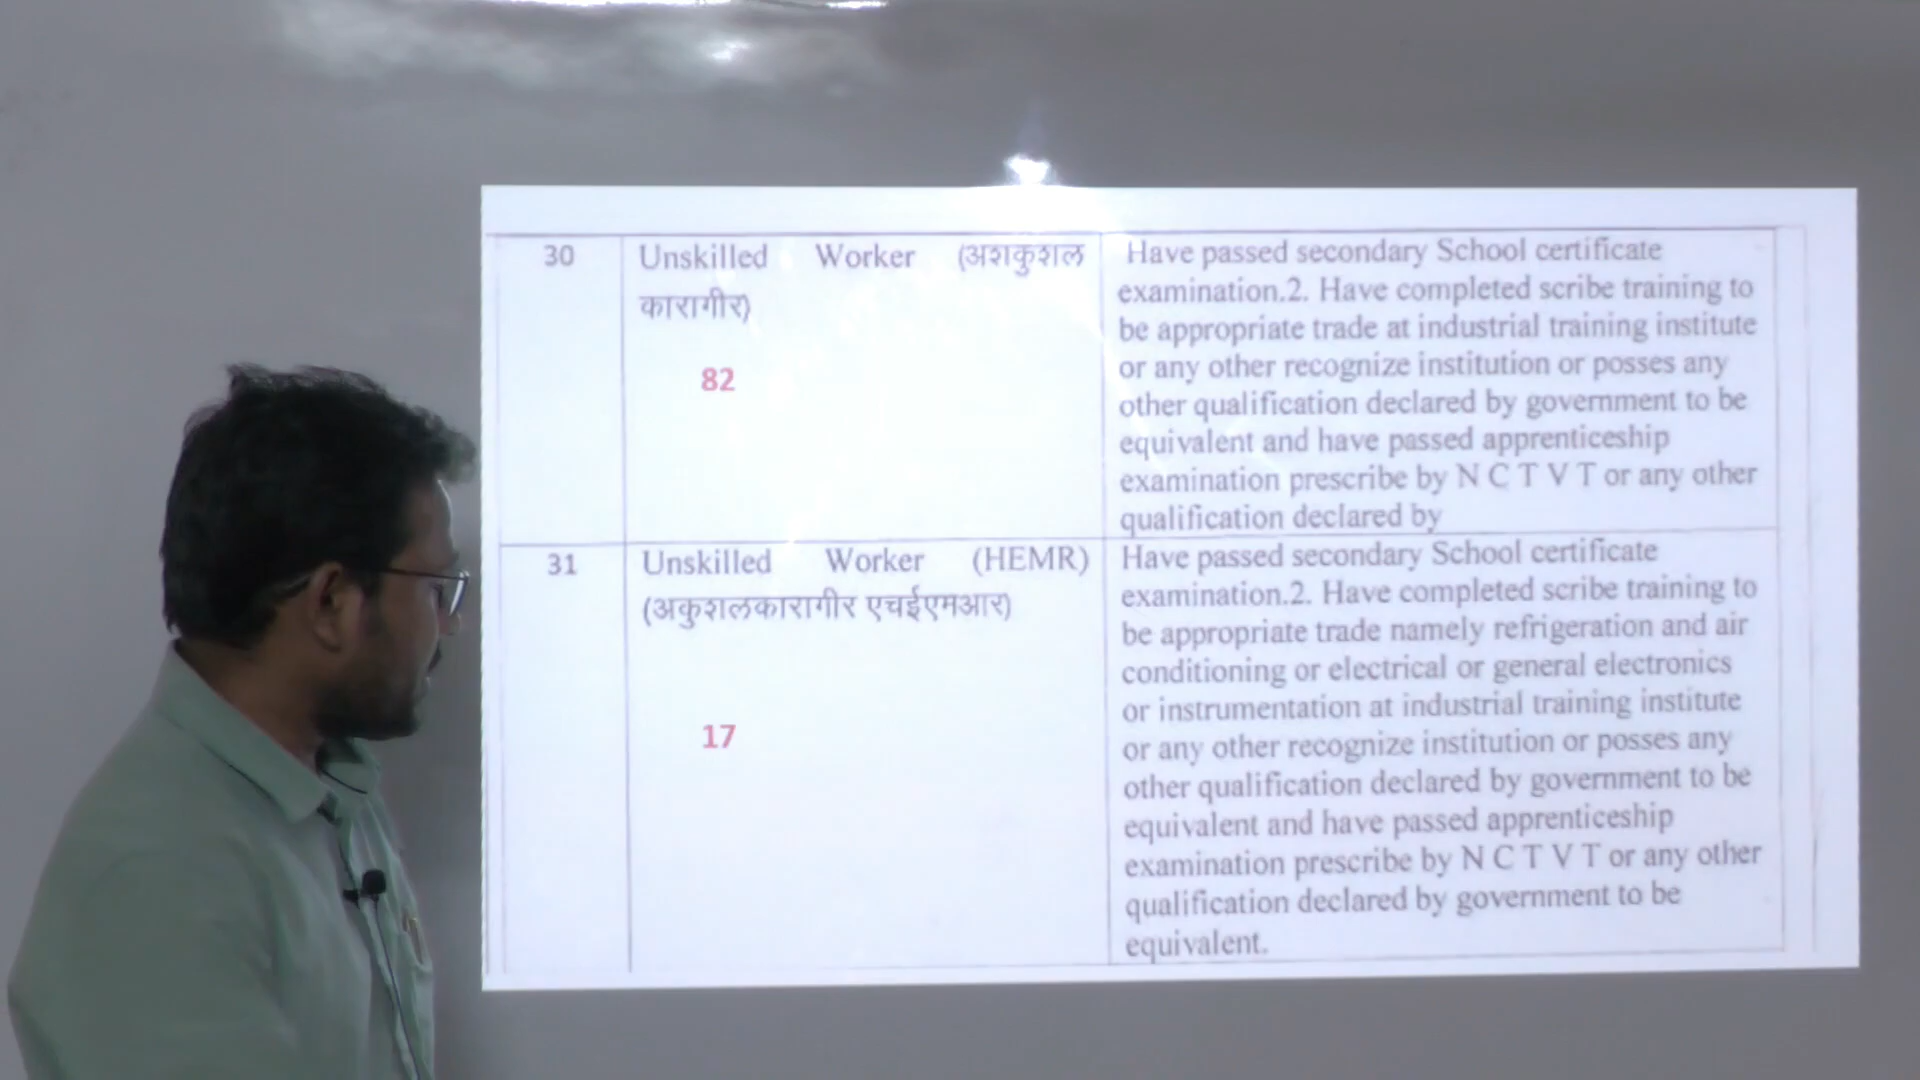 30
Unskilled Worker (अशकुशल
कारागीर)
82
Have passed secondary School certificate
examination.2. Have completed scribe training to
be appropriate trade at industrial training institute
or any other recognize institution or posses any
other qualification declared by government to be
equivalent and have passed apprenticeship
examination prescribe by N C T V T or any other
qualification declared by
31
Unskilled Worker (HEMR)
(अकुशलकारागीर एचईएमआर)
17
Have passed secondary School certificate
examination.2. Have completed scribe training to
be appropriate trade namely refrigeration and air
conditioning or electrical or general electronics
or instrumentation at industrial training institute
or any other recognize institution or posses any
other qualification declared by government to be
equivalent and have passed apprenticeship
examination prescribe by N C T V T or any other
qualification declared by government to be
equivalent.